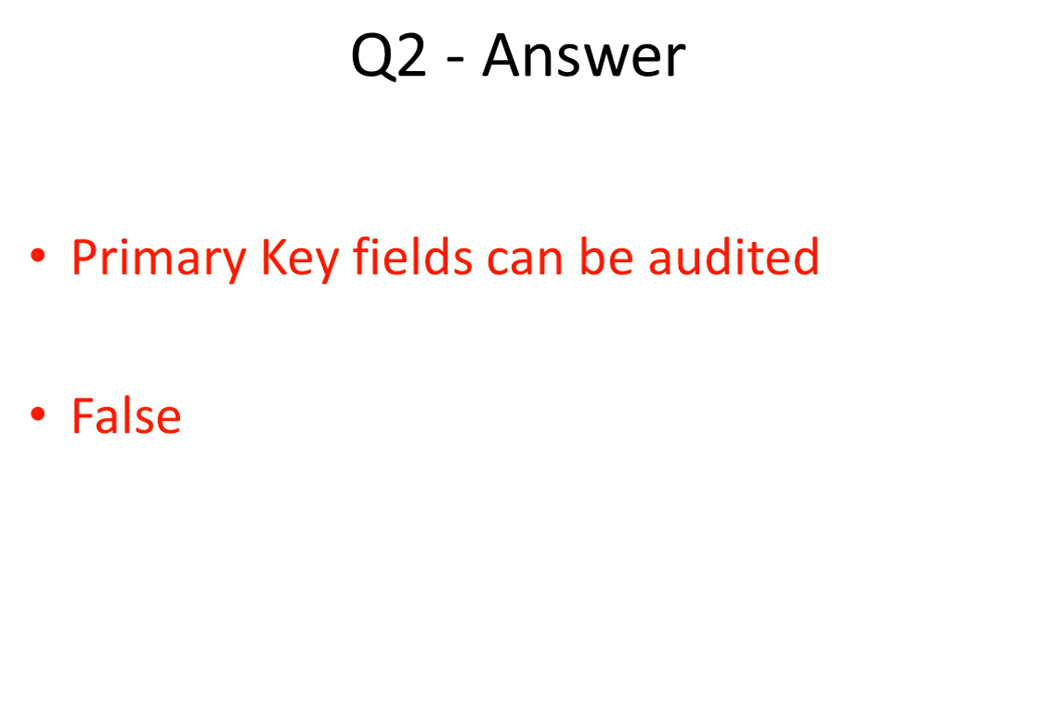 Q2 - Answer
• Primary Key fields can be audited
• False